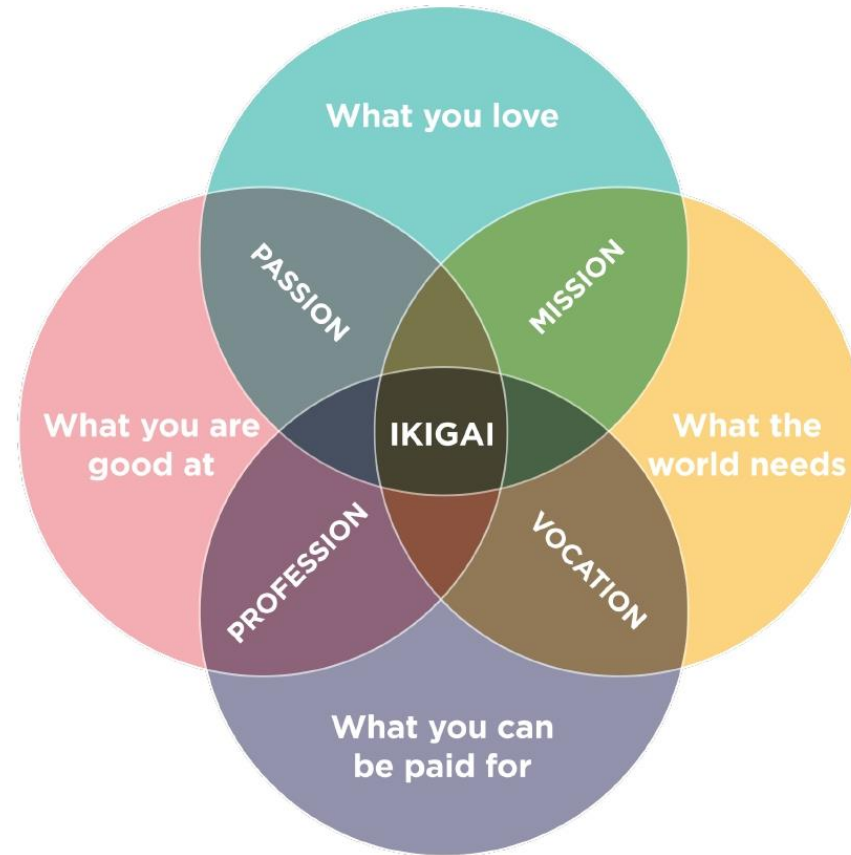 What you love
PASSION
MISSION
What you are
good at
IKIGAI
What the
world needs
PROFESSION
VOCATION
What you can
be paid for